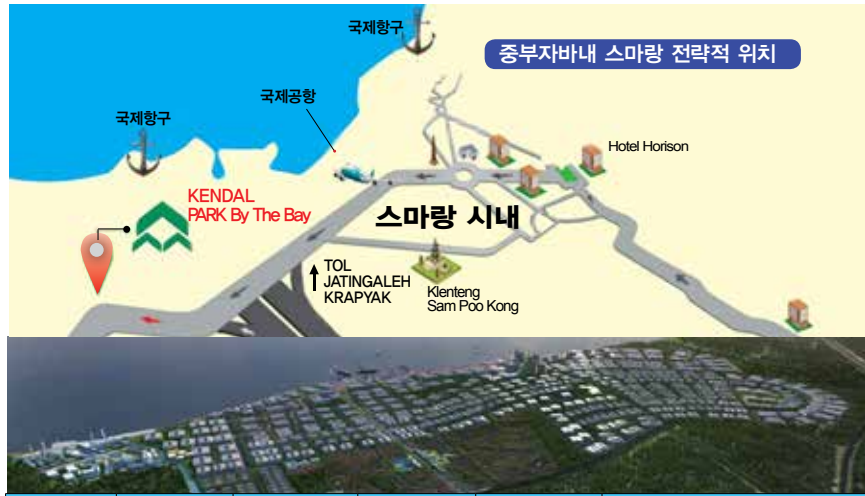 국제항구
중부자바내 스마랑 전략적 위치
국제공항
국제항구
Hotel Horison
KENDAL
PARK By The Bay
스마랑 시내
TOL
JATINGALEH
KRAPYAK
Klenteng
Sam Poo Kong